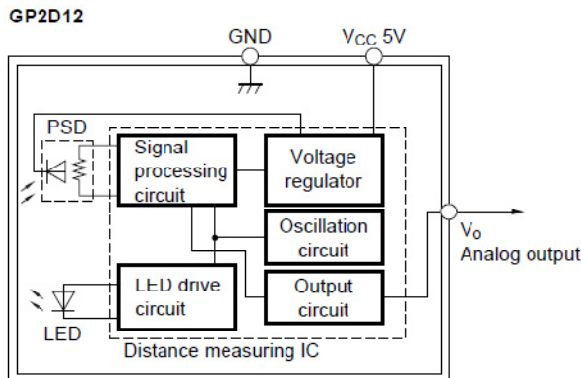 GP2D12
GND
VCC 5V
PSD
Signal
processing
circuit
Voltage
regulator
Oscillation
circuit
VO
Analog output
LED drive
circuit
Output
circuit
LED
Distance measuring IC